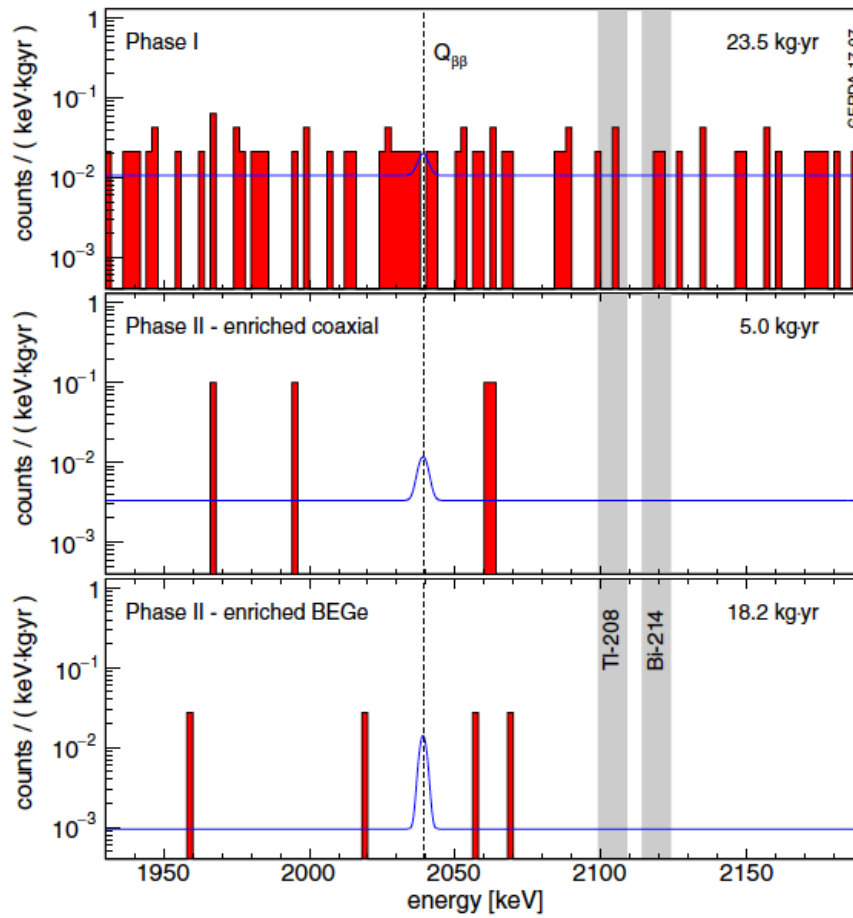 Phase I
Q_ββ
23.5 kg·yr
counts / ( keV·kg·yr)
1
10⁻¹
10⁻²
10⁻³
Phase II - enriched coaxial
5.0 kg·yr
counts / ( keV·kg·yr)
1
10⁻¹
10⁻²
10⁻³
Phase II - enriched BEGe
18.2 kg·yr
counts / ( keV·kg·yr)
1
10⁻¹
10⁻²
10⁻³
Tl-208
Bi-214
1950 2000 2050 2100 2150
energy [keV]